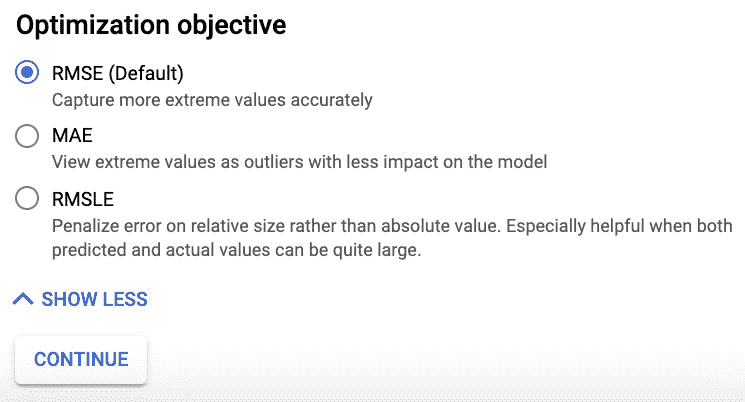 Optimization objective
RMSE (Default)
Capture more extreme values accurately
MAE
View extreme values as outliers with less impact on the model
RMSLE
Penalize error on relative size rather than absolute value. Especially helpful when both
predicted and actual values can be quite large.
SHOW LESS
CONTINUE